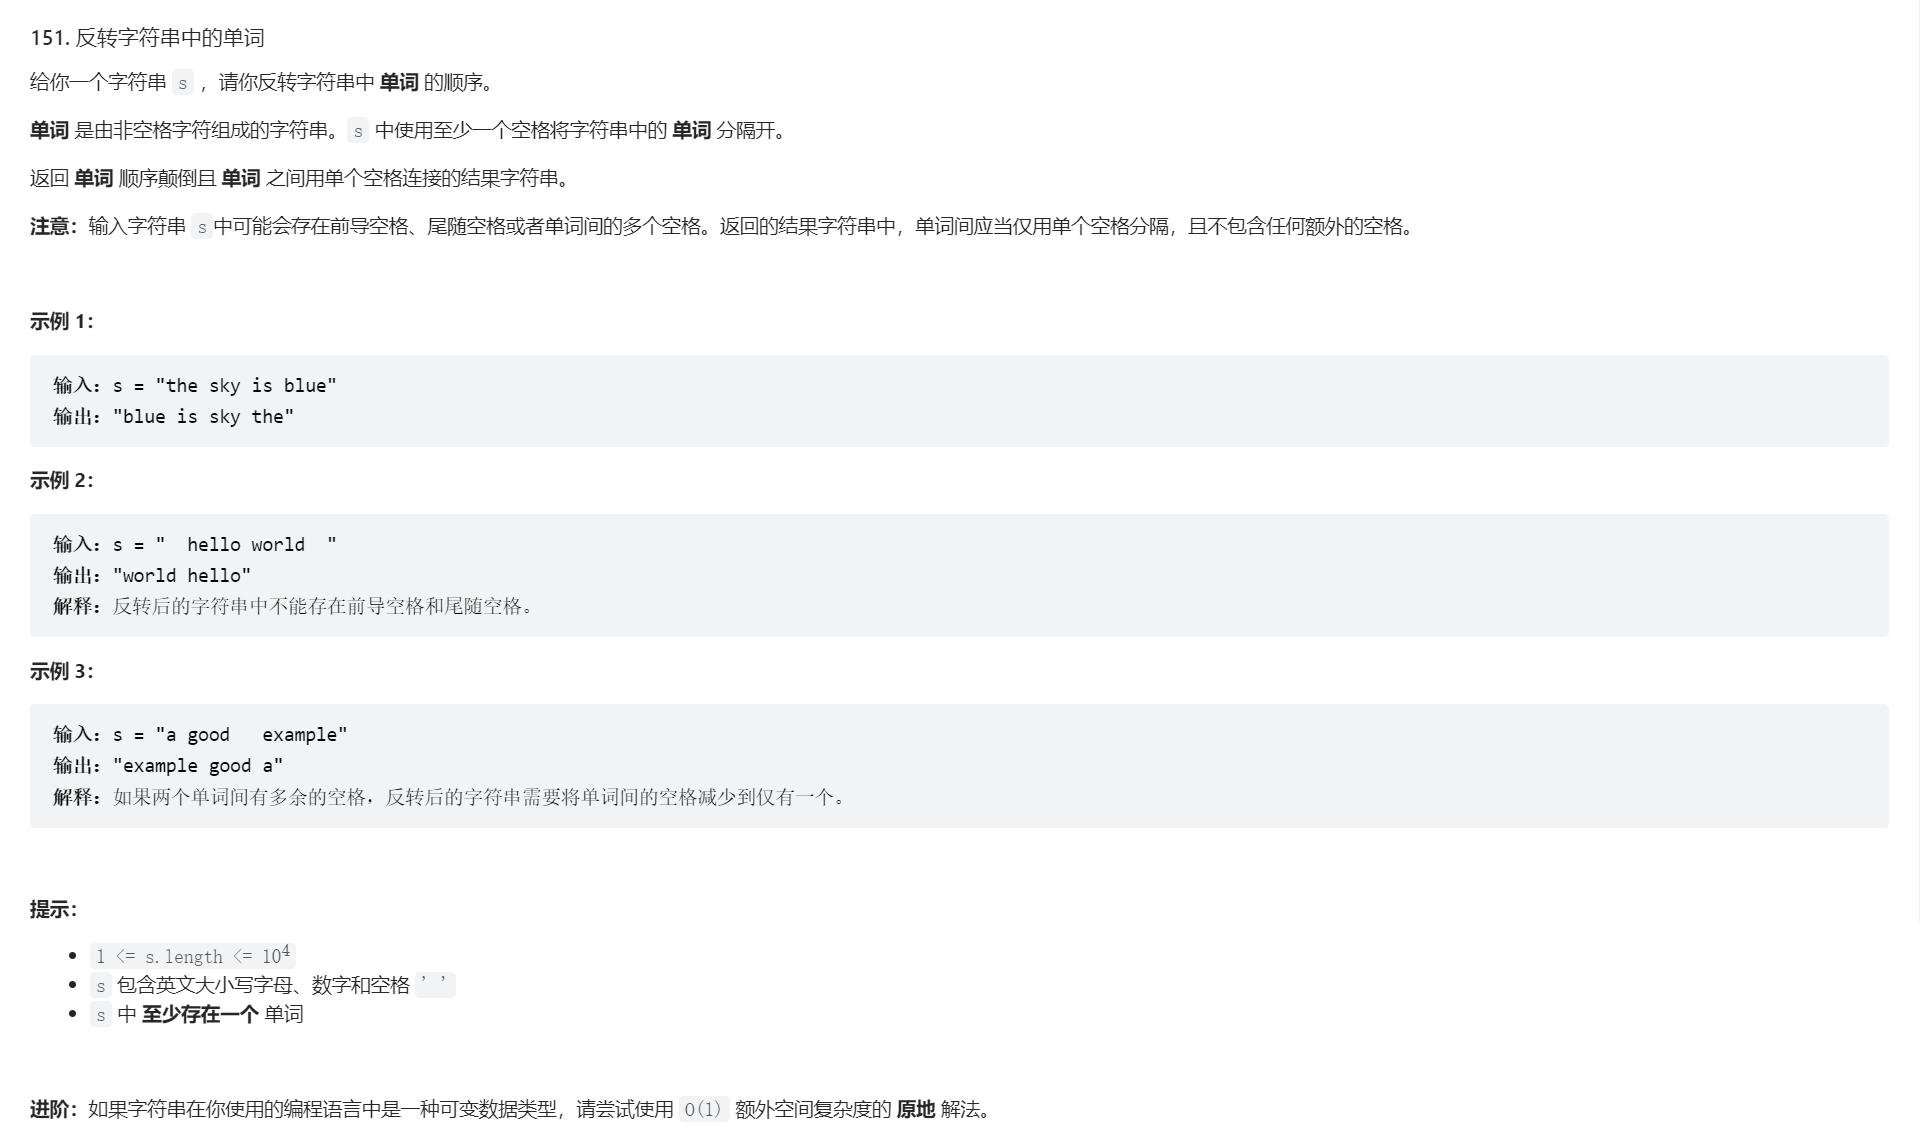 151. 反转字符串中的单词
给你一个字符串 s ，请你反转字符串中 单词 的顺序。
单词 是由非空格字符组成的字符串。s 中使用至少一个空格将字符串中的 单词 分隔开。
返回 单词 顺序颠倒且 单词 之间用单个空格连接的结果字符串。
注意：输入字符串 s中可能会存在前导空格、尾随空格或者单词间的多个空格。返回的结果字符串中，单词间应当仅用单个空格分隔，且不包含任何额外的空格。
示例 1：
输入：s = "the sky is blue"
输出："blue is sky the"
示例 2：
输入：s = "  hello world  "
输出："world hello"
解释：反转后的字符串中不能存在前导空格和尾随空格。
示例 3：
输入：s = "a good   example"
输出："example good a"
解释：如果两个单词间有多余的空格，反转后的字符串需要将单词间的空格减少到仅有一个。
提示：
• 1 <= s.length <= 10⁴
• s 包含英文大小写字母、数字和空格 ' '
• s 中 至少存在一个 单词
进阶：如果字符串在你使用的编程语言中是一种可变数据类型，请尝试使用 O(1) 额外空间复杂度的 原地 解法。